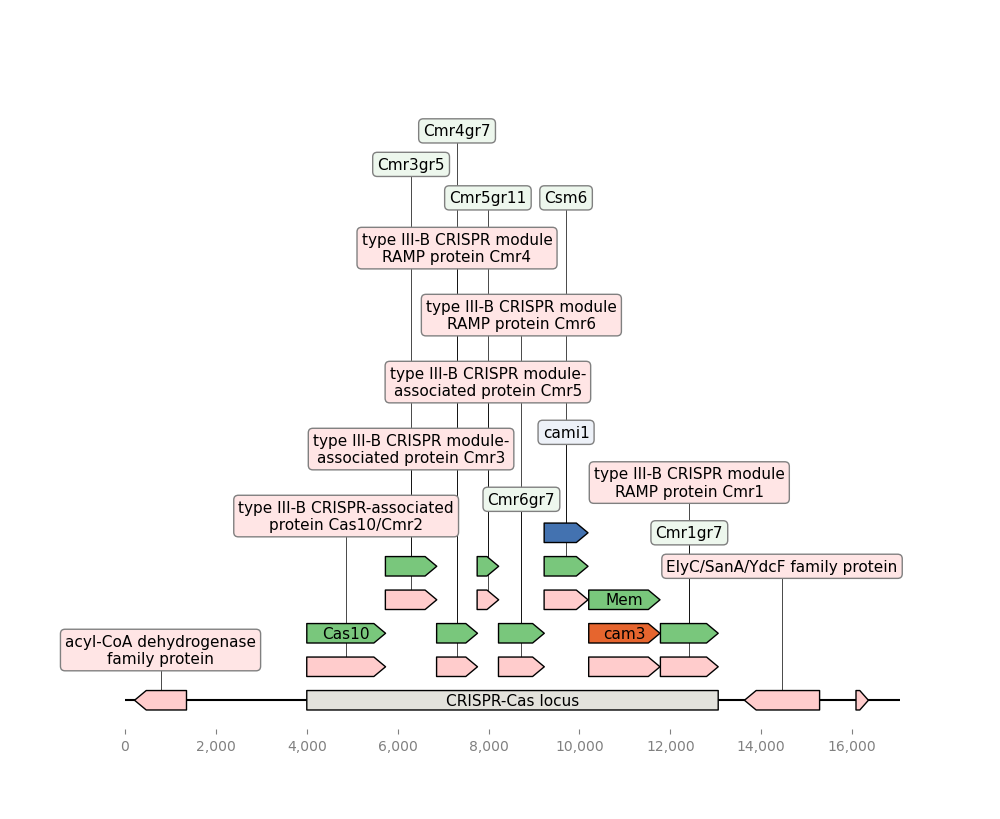 Cmr4gr7
Cmr3gr5
Cmr5gr11
Csm6
type III-B CRISPR module
RAMP protein Cmr4
type III-B CRISPR module
RAMP protein Cmr6
type III-B CRISPR module-
associated protein Cmr5
cami1
type III-B CRISPR module-
associated protein Cmr3
type III-B CRISPR module
RAMP protein Cmr1
Cmr6gr7
type III-B CRISPR-associated
protein Cas10/Cmr2
Cmr1gr7
ElyC/SanA/YdcF family protein
Mem
Cas10
cam3
acyl-CoA dehydrogenase
family protein
CRISPR-Cas locus
0 2,000 4,000 6,000 8,000 10,000 12,000 14,000 16,000